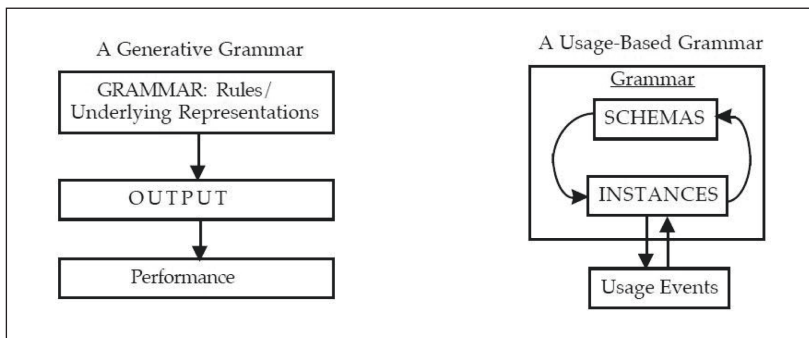 A Generative Grammar
GRAMMAR: Rules/
Underlying Representations
OUTPUT
Performance
A Usage-Based Grammar
Grammar
SCHEMAS
INSTANCES
Usage Events